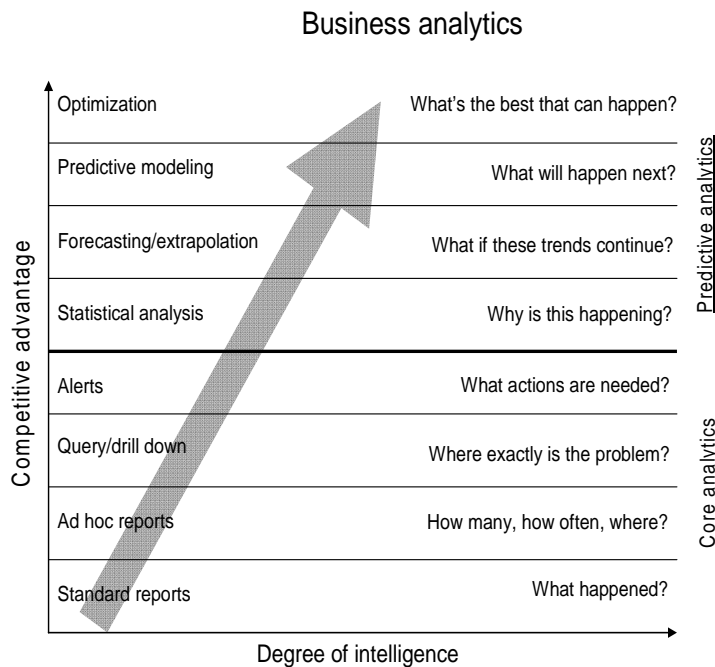 Business analytics
Optimization
What's the best that can happen?
Predictive modeling
What will happen next?
Forecasting/extrapolation
What if these trends continue?
Statistical analysis
Why is this happening?
Alerts
What actions are needed?
Query/drill down
Where exactly is the problem?
Ad hoc reports
How many, how often, where?
Standard reports
What happened?
Competitive advantage
Degree of intelligence
Predictive analytics
Core analytics